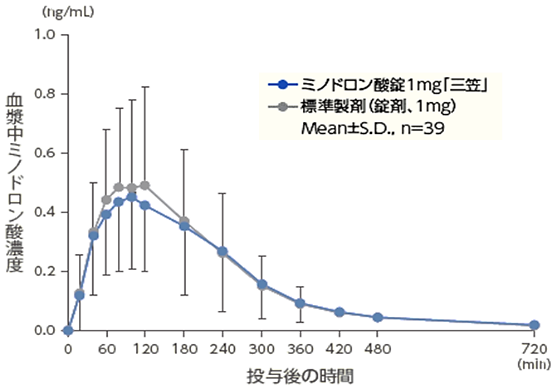 (ng/mL)
1.0
0.8
0.6
0.4
0.2
0.0
血漿中ミノドロン酸濃度
ミノドロン酸錠1mg「三笠」
標準製剤(錠剤、1mg)
Mean±S.D., n=39
0 60 120 180 240 300 360 420 480 720
(min)
投与後の時間